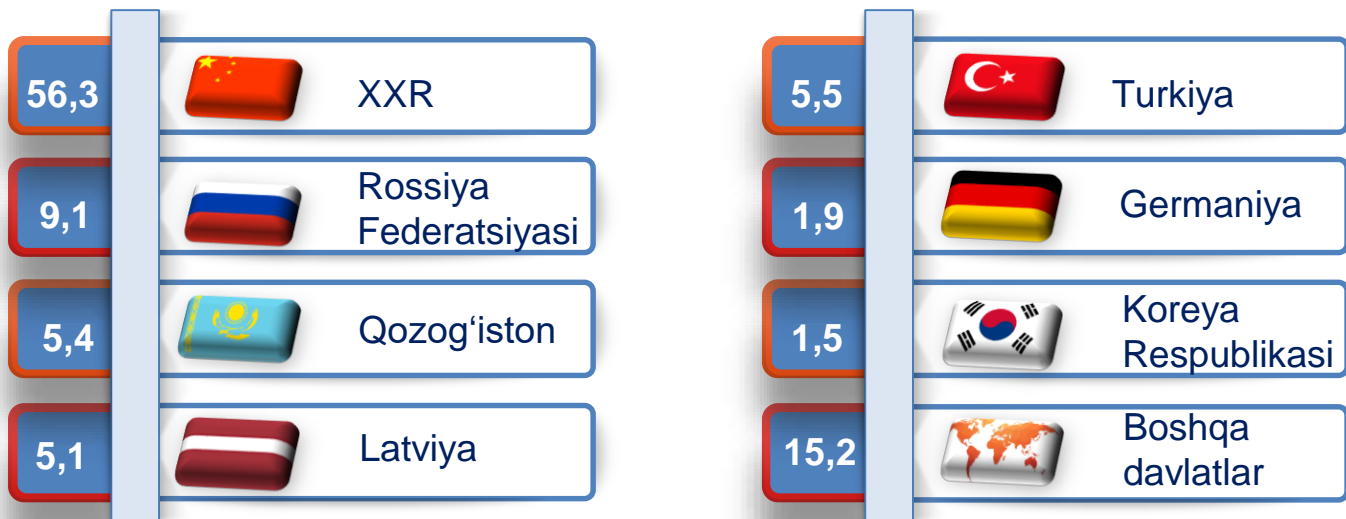 56,3
XXR
9,1
Rossiya
Federatsiyasi
5,4
Qozog‘iston
5,1
Latviya
5,5
Turkiya
1,9
Germaniya
1,5
Koreya
Respublikasi
15,2
Boshqa
davlatlar